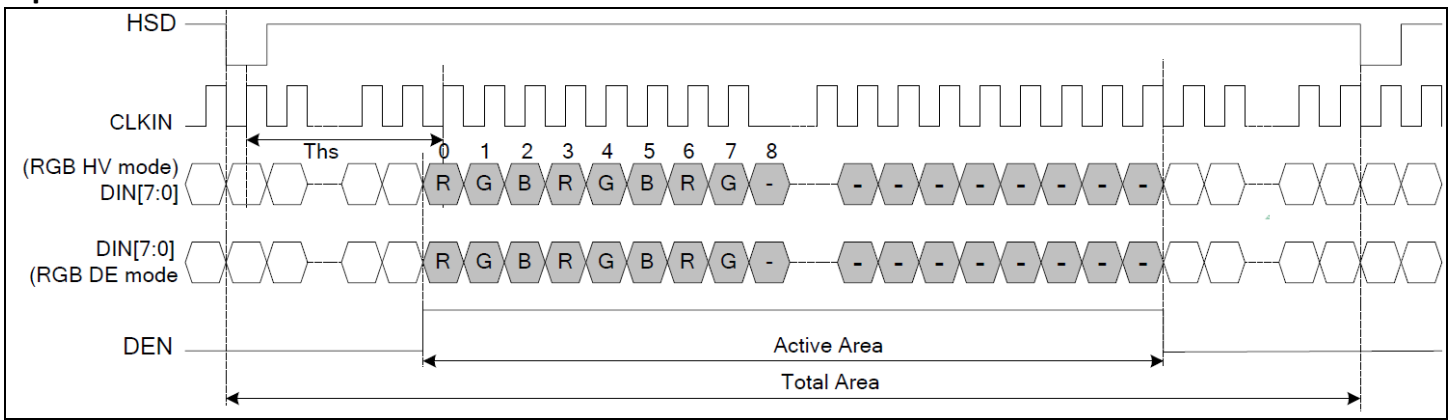 HSD
CLKIN
Ths
0 1 2 3 4 5 6 7 8
(RGB HV mode)
DIN[7:0]
R G B R G B R G - - - - - - - - -
DIN[7:0]
(RGB DE mode
R G B R G B R G - - - - - - - - -
DEN
Active Area
Total Area